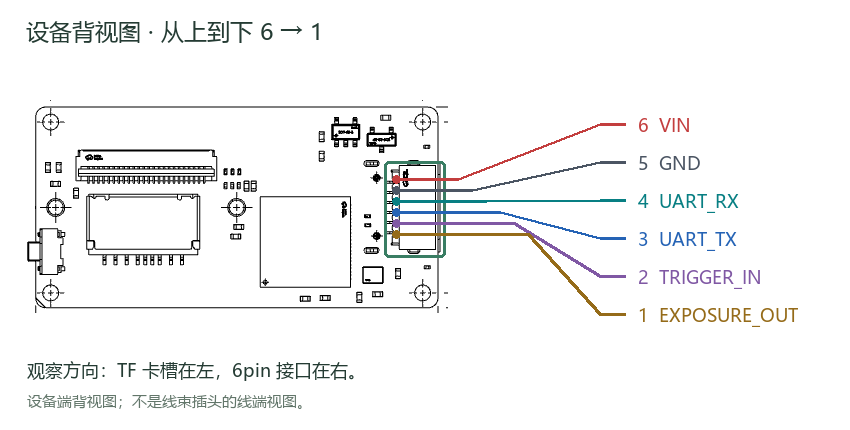 设备背视图 · 从上到下 6 → 1
6 VIN
5 GND
4 UART_RX
3 UART_TX
2 TRIGGER_IN
1 EXPOSURE_OUT
观察方向：TF 卡槽在左，6pin 接口在右。
设备端背视图；不是线束插头的线端视图。